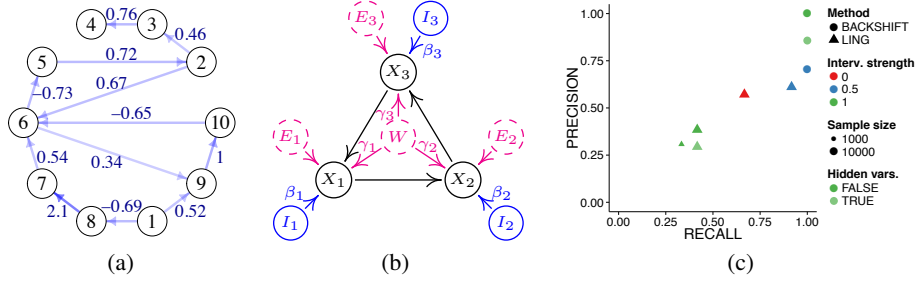 0.76
4
3
0.46
5
0.72
2
0.67
−0.73
6
−0.65
10
0.54
0.34
1
7
9
2.1
−0.69
0.52
8
1
(a)
E3
I3
β3
X3
γ3
E1
W
E2
γ1
γ2
X1
X2
β1
β2
I1
I2
(b)
PRECISION
1.00
0.75
0.50
0.25
0.00
0.00
0.25
0.50
0.75
1.00
RECALL
Method
BACKSHIFT
LING
Interv. strength
0
0.5
1
Sample size
1000
10000
Hidden vars.
FALSE
TRUE
(c)